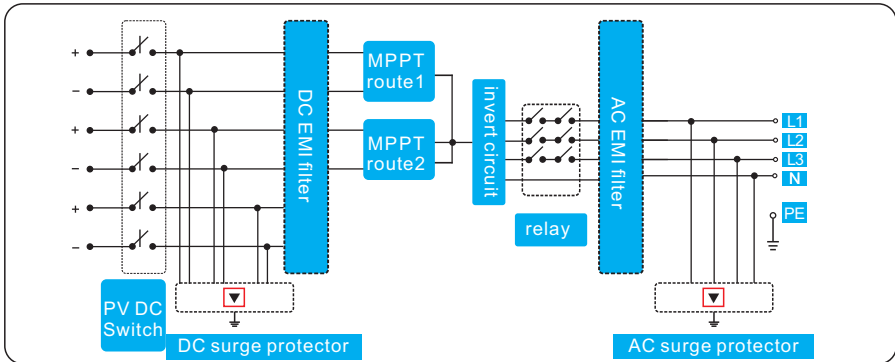 +
−
+
−
+
−
PV DC
Switch
DC surge protector
DC EMI filter
MPPT
route1
MPPT
route2
invert circuit
relay
AC EMI filter
L1
L2
L3
N
PE
AC surge protector